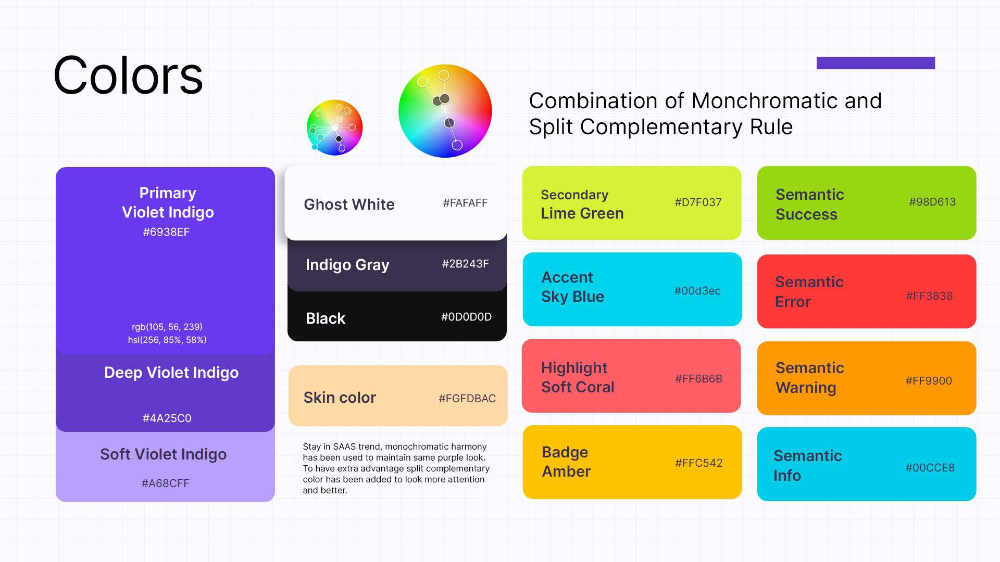 Colors
Combination of Monchromatic and
Split Complementary Rule
Primary
Violet Indigo
#6938EF
rgb(105, 56, 239)
hsl(256, 85%, 58%)
Deep Violet Indigo
#4A25C0
Soft Violet Indigo
#A68CFF
Ghost White
#FAFAFF
Indigo Gray
#2B243F
Black
#0D0D0D
Skin color
#FGFDBAC
Stay in SAAS trend, monochromatic harmony
has been used to maintain same purple look.
To have extra advantage split complementary
color has been added to look more attention
and better.
Secondary
Lime Green
#D7F037
Accent
Sky Blue
#00d3ec
Highlight
Soft Coral
#FF6B6B
Badge
Amber
#FFC542
Semantic
Success
#98D613
Semantic
Error
#FF3838
Semantic
Warning
#FF9900
Semantic
Info
#00CCE8